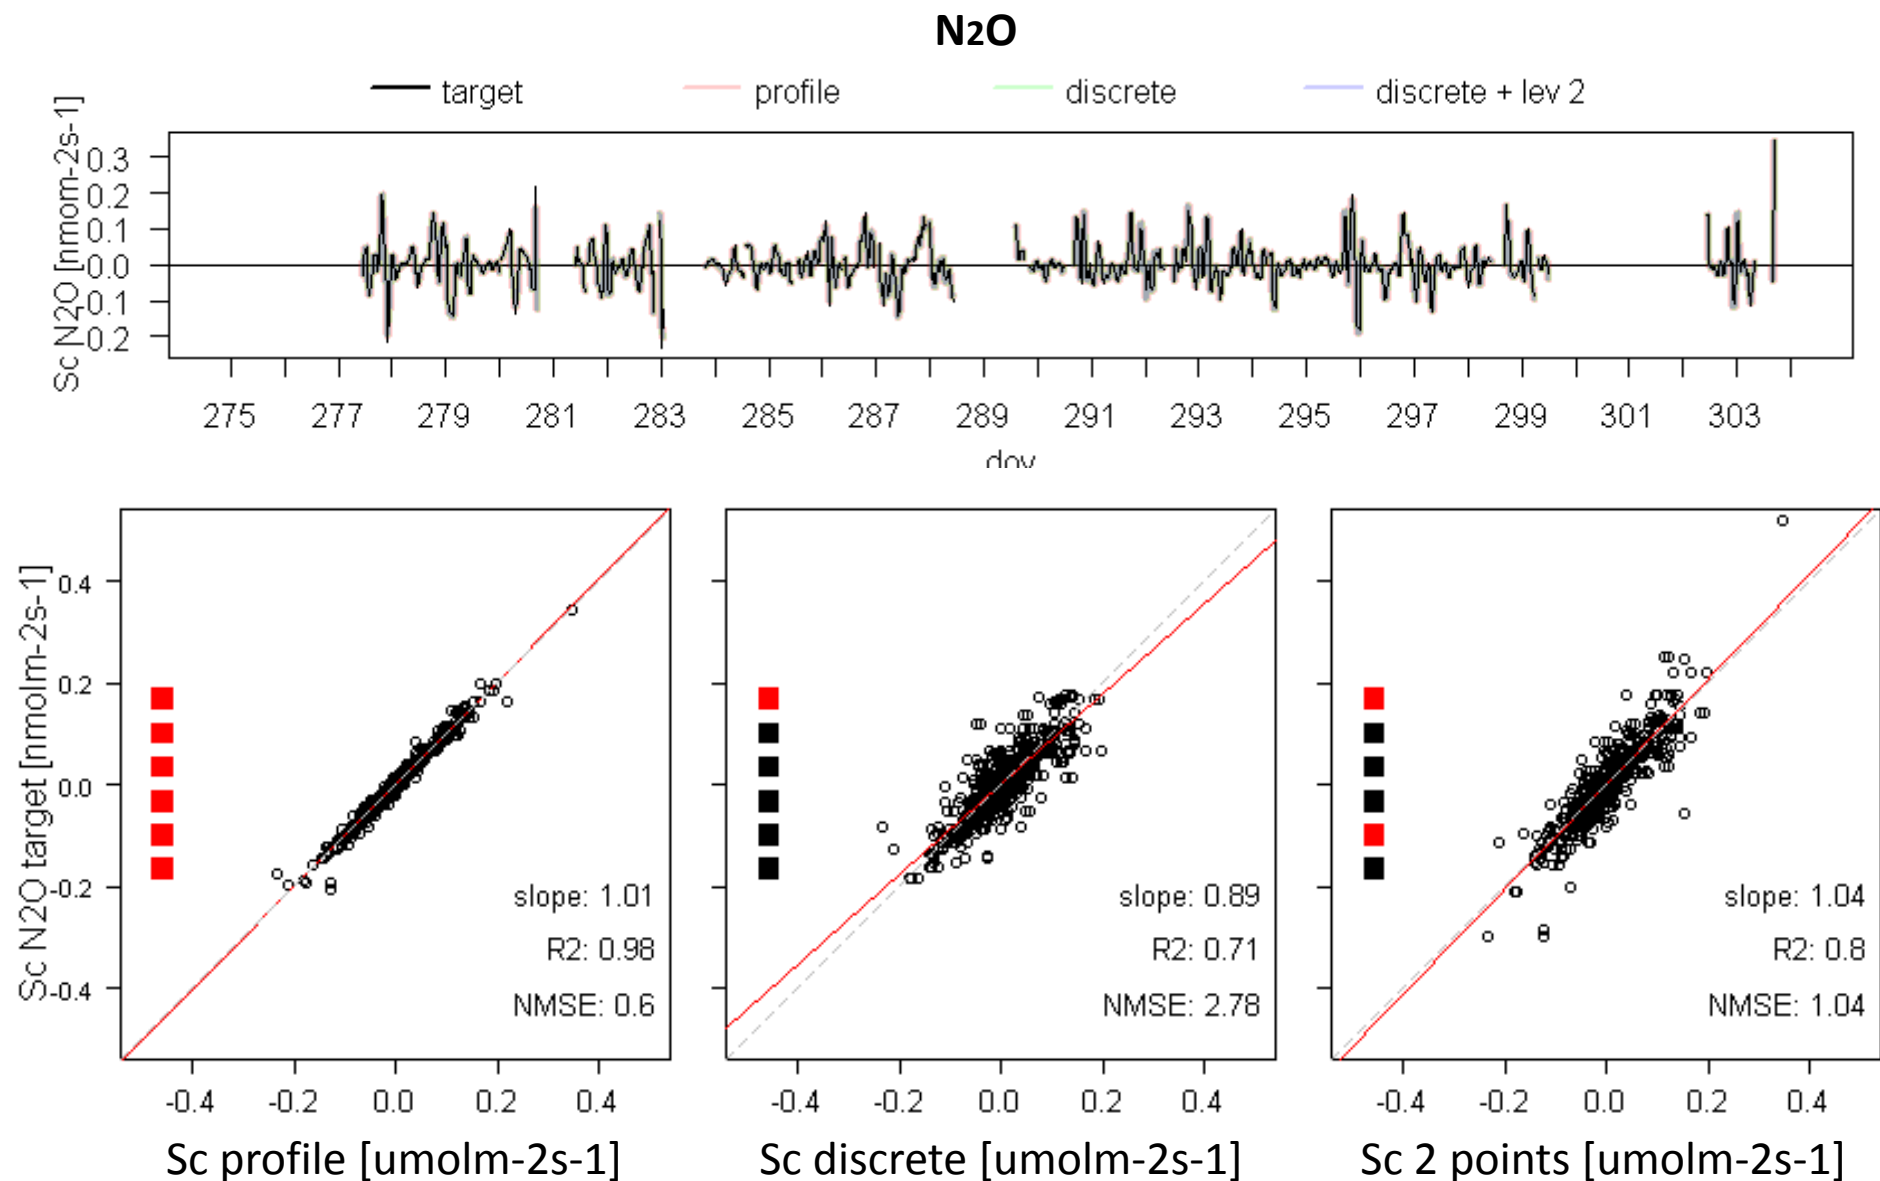 N2O
target profile discrete discrete + lev 2
Sc N2O [nmom-2s-1]
0.3
0.2
0.1
-0.0
-0.1
-0.2
275 277 279 281 283 285 287 289 291 293 295 297 299 301 303
doy
Sc N2O target [nmolm-2s-1]
0.4
0.2
0.0
-0.2
-0.4
slope: 1.01
R2: 0.98
NMSE: 0.6
slope: 0.89
R2: 0.71
NMSE: 2.78
slope: 1.04
R2: 0.8
NMSE: 1.04
-0.4 -0.2 0.0 0.2 0.4
-0.4 -0.2 0.0 0.2 0.4
-0.4 -0.2 0.0 0.2 0.4
Sc profile [umolm-2s-1]
Sc discrete [umolm-2s-1]
Sc 2 points [umolm-2s-1]